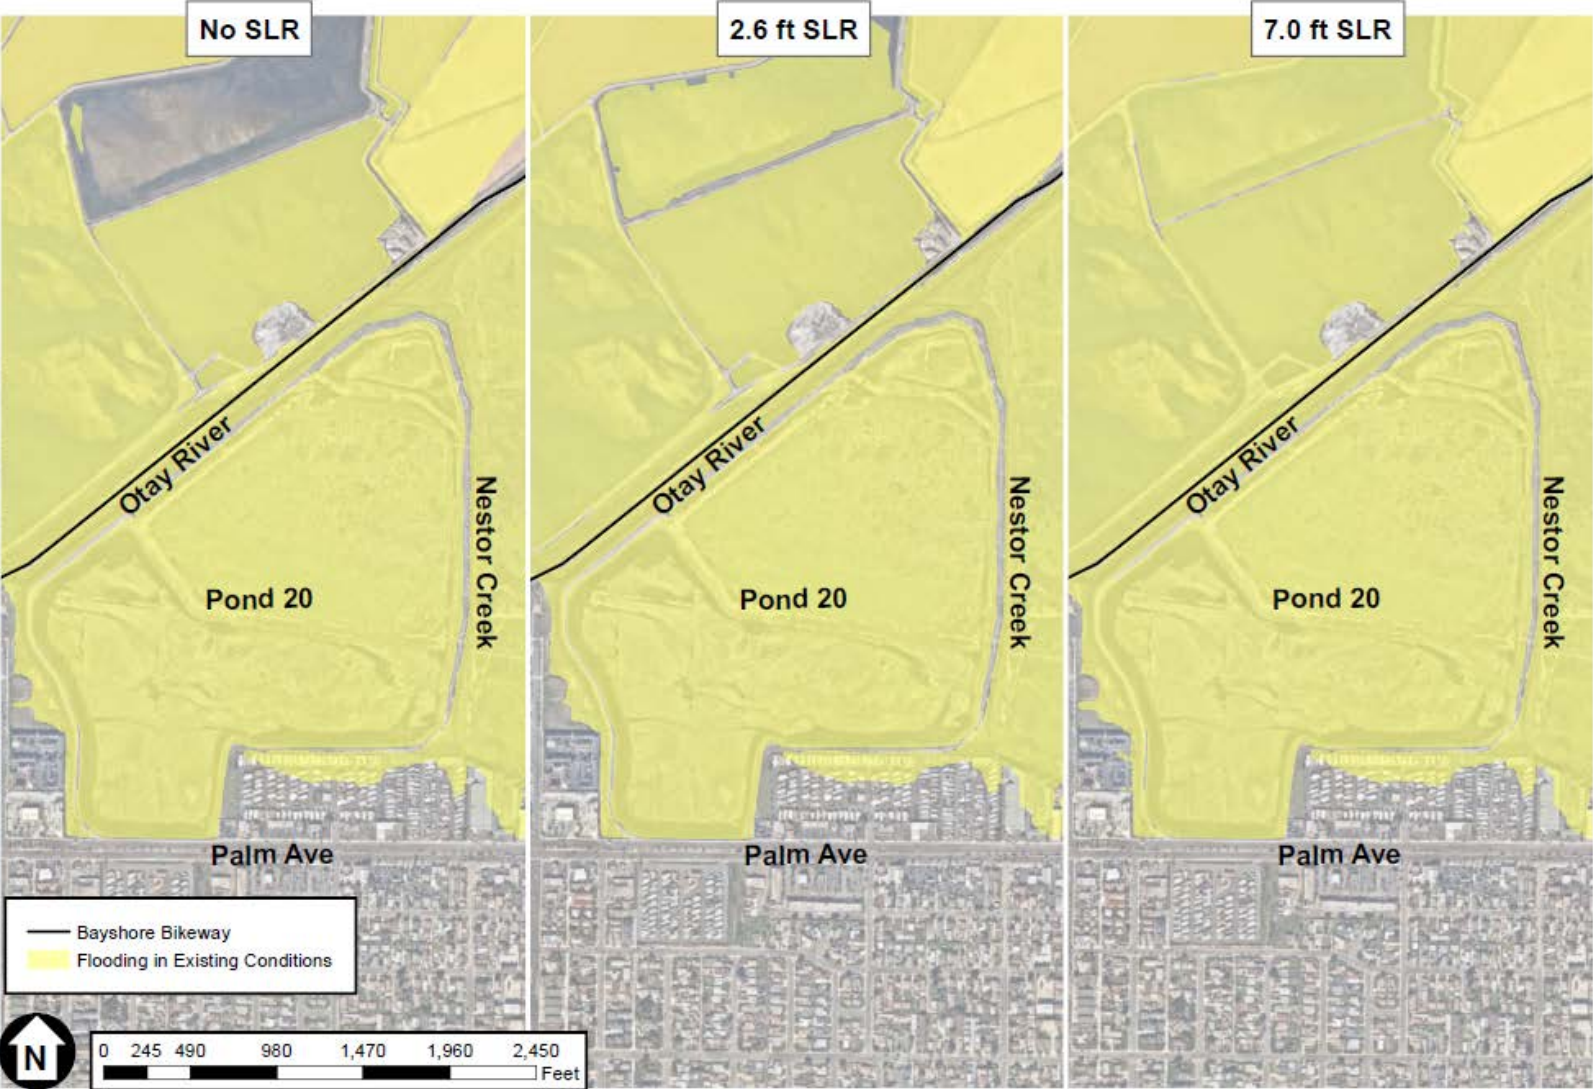 No SLR
2.6 ft SLR
7.0 ft SLR
Otay River
Otay River
Otay River
Nestor Creek
Nestor Creek
Nestor Creek
Pond 20
Pond 20
Pond 20
Palm Ave
Palm Ave
Palm Ave
Bayshore Bikeway
Flooding in Existing Conditions
N
0 245 490 980 1,470 1,960 2,450
Feet